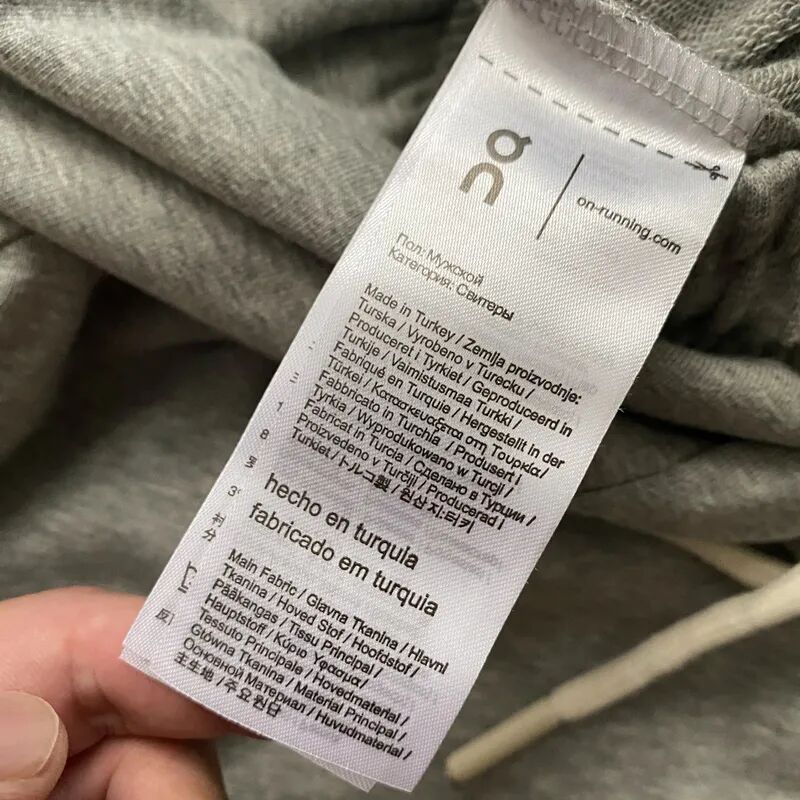 on
on-running.com
Пол: Мужской
Категория: Свитеры
Made in Turkey / Zemlja proizvodnje:
Turska / Vyrobeno v Turecku /
Produceret i Tyrkiet / Geproduceerd in
Turkije / Valmistusmaa Turkki /
Fabriqué en Turquie / Hergestellt in der
Türkei / Κατασκευάζεται στη Τουρκία/
Fabbricato in Turchia / Produsert i
Tyrkia / Wyprodukowano w Turcji /
Fabricat in Turcia / Сделано в Турции /
Proizvedeno v Turčiji / Producerad i
Turkiet / トルコ製 / 원산지:터키
hecho en turquia
fabricado em turquia
Main Fabric / Glavna Tkanina / Hlavní
Tkanina / Hoved Stof / Hoofdstof /
Pääkangas / Tissu Principal /
Hauptstoff / Κύριο Ύφασμα /
Tessuto Principale / Hovedmaterial /
Główna Tkanina / Material Principal /
Основной Материал / Huvudmaterial /
主生地 / 주요원단